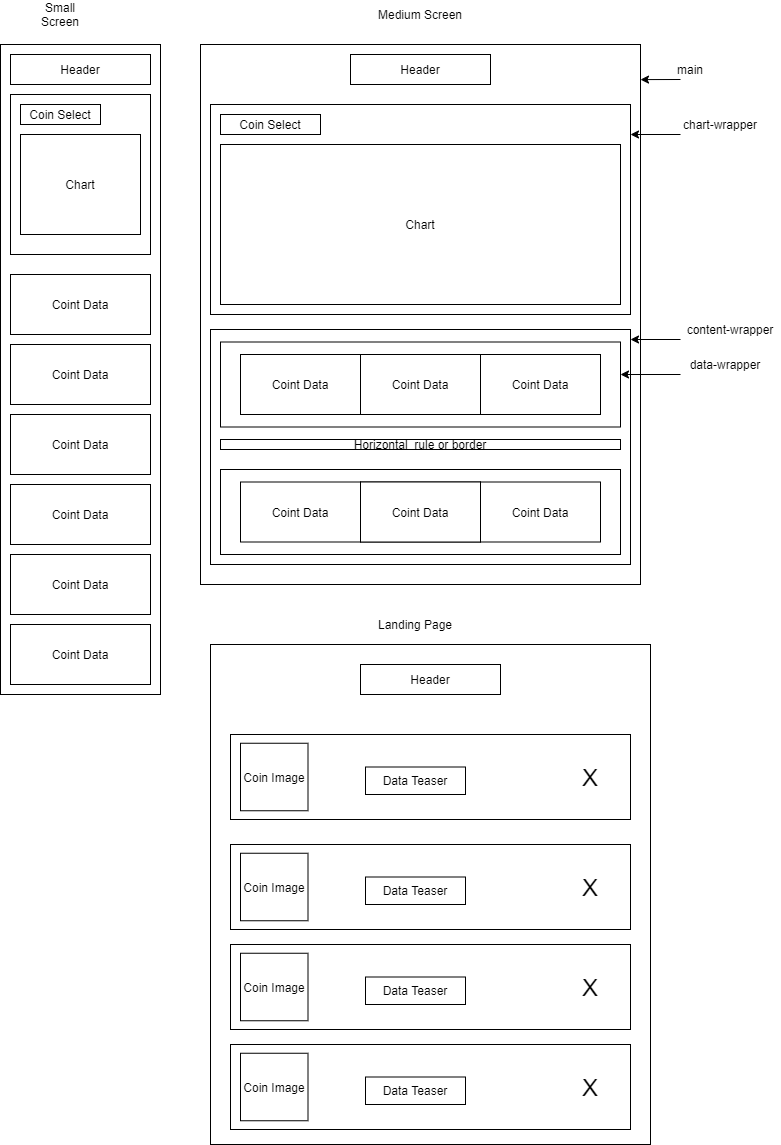 Small
Screen
Header
Coin Select
Chart
Coint Data
Coint Data
Coint Data
Coint Data
Coint Data
Coint Data
Medium Screen
Header
main
chart-wrapper
Coin Select
Chart
content-wrapper
data-wrapper
Coint Data
Coint Data
Coint Data
Horizontal rule or border
Coint Data
Coint Data
Coint Data
Landing Page
Header
Coin Image
Data Teaser
X
Coin Image
Data Teaser
X
Coin Image
Data Teaser
X
Coin Image
Data Teaser
X